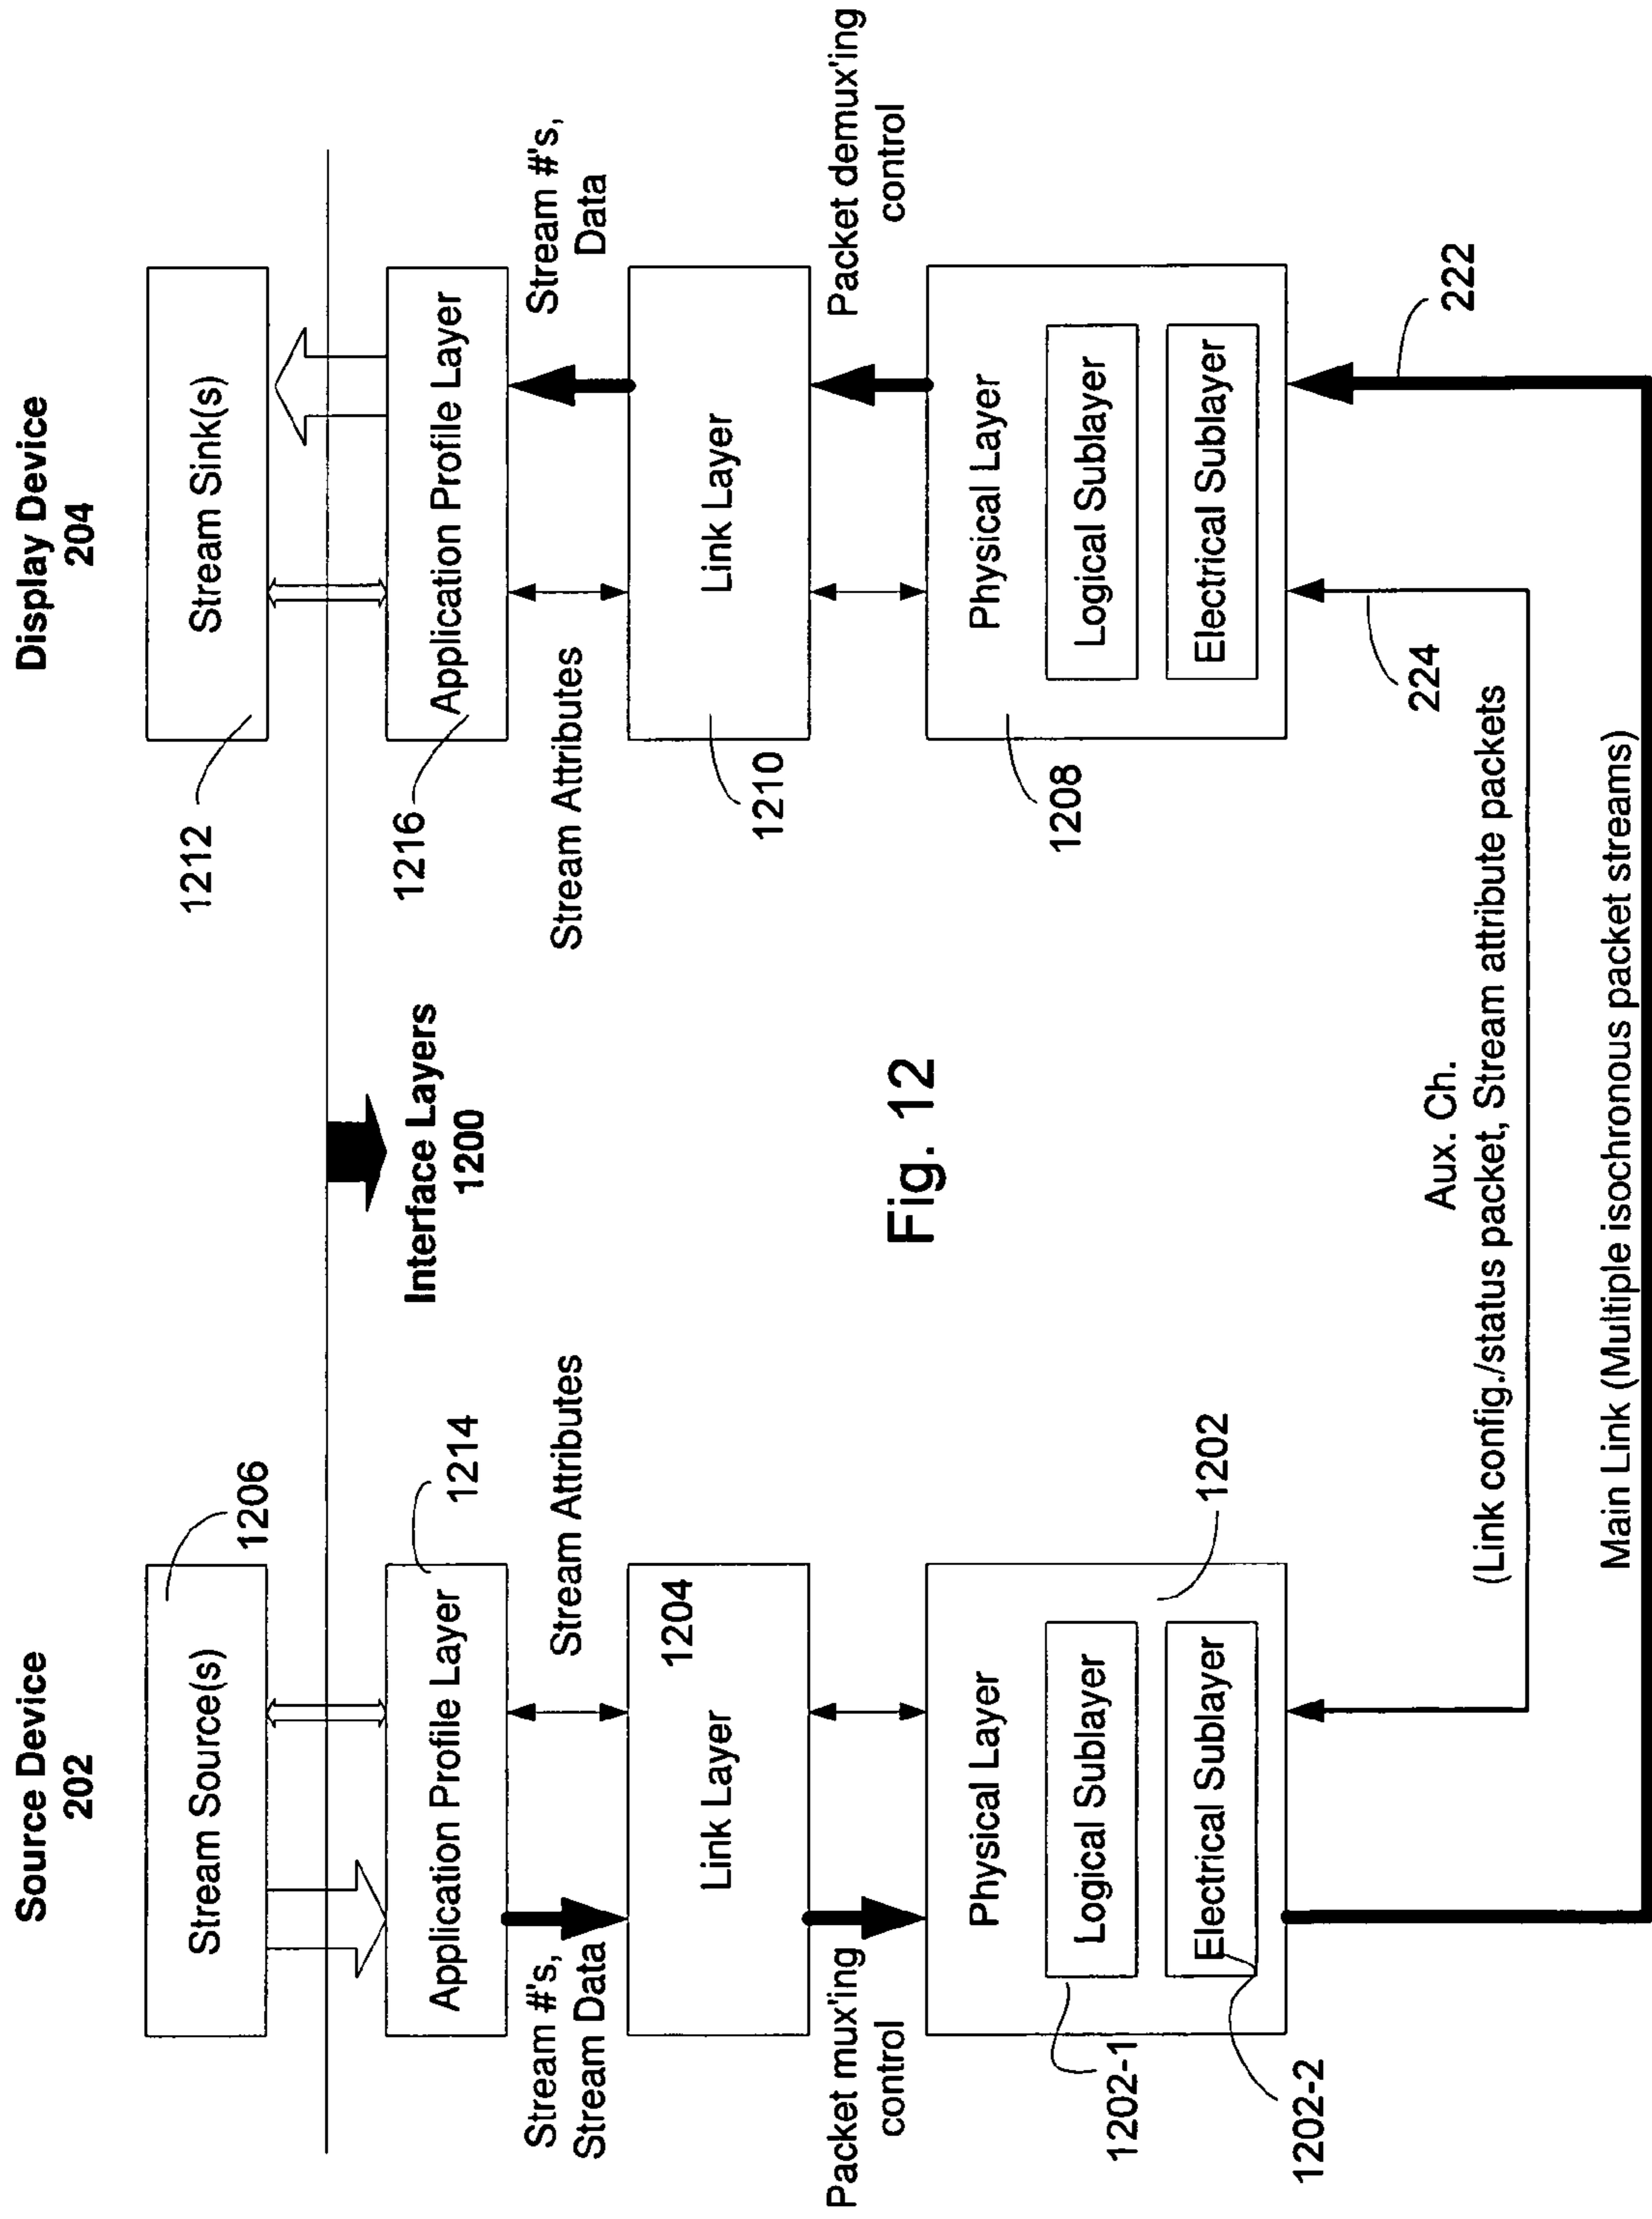 Source Device
202
Display Device
204
Stream Source(s)
1206
1212
Stream Sink(s)
Interface Layers
1200
Application Profile Layer
1214
1216
Application Profile Layer
Stream #'s,
Stream Data
Stream Attributes
Stream Attributes
Stream #'s,
Data
Link Layer
1204
1210
Link Layer
Fig. 12
Packet mux'ing
control
Packet demux'ing
control
Physical Layer
1202
Logical Sublayer
1202-1
Electrical Sublayer
1202-2
1208
Physical Layer
Logical Sublayer
Electrical Sublayer
224
222
Aux. Ch.
(Link config./status packet, Stream attribute packets
Main Link (Multiple isochronous packet streams)